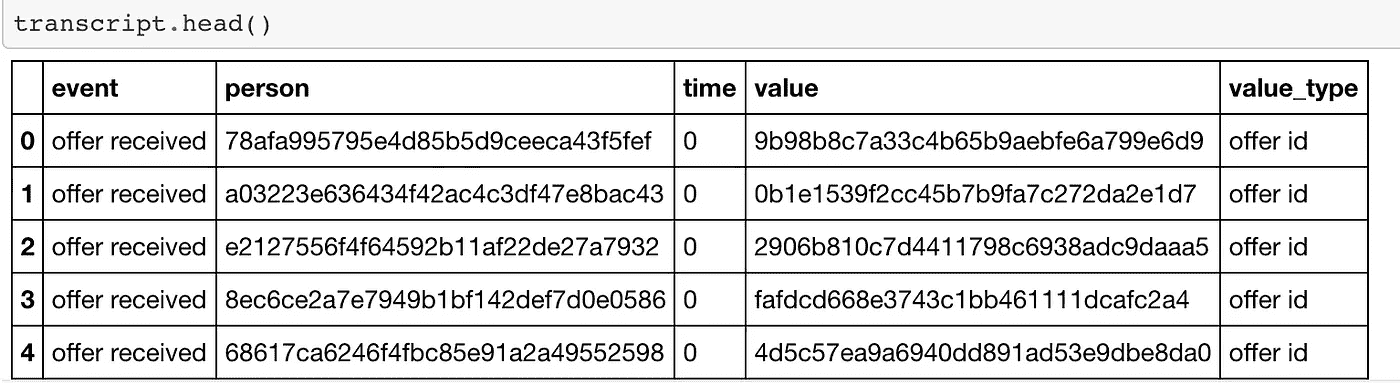 transcript.head()
event person time value value_type
0 offer received 78afa995795e4d85b5d9ceeca43f5fef 0 9b98b8c7a33c4b65b9aebfe6a799e6d9 offer id
1 offer received a03223e636434f42ac4c3df47e8bac43 0 0b1e1539f2cc45b7b9fa7c272da2e1d7 offer id
2 offer received e2127556f4f64592b11af22de27a7932 0 2906b810c7d4411798c6938adc9daaa5 offer id
3 offer received 8ec6ce2a7e7949b1bf142def7d0e0586 0 fafdcd668e3743c1bb461111dcafc2a4 offer id
4 offer received 68617ca6246f4fbc85e91a2a49552598 0 4d5c57ea9a6940dd891ad53e9dbe8da0 offer id